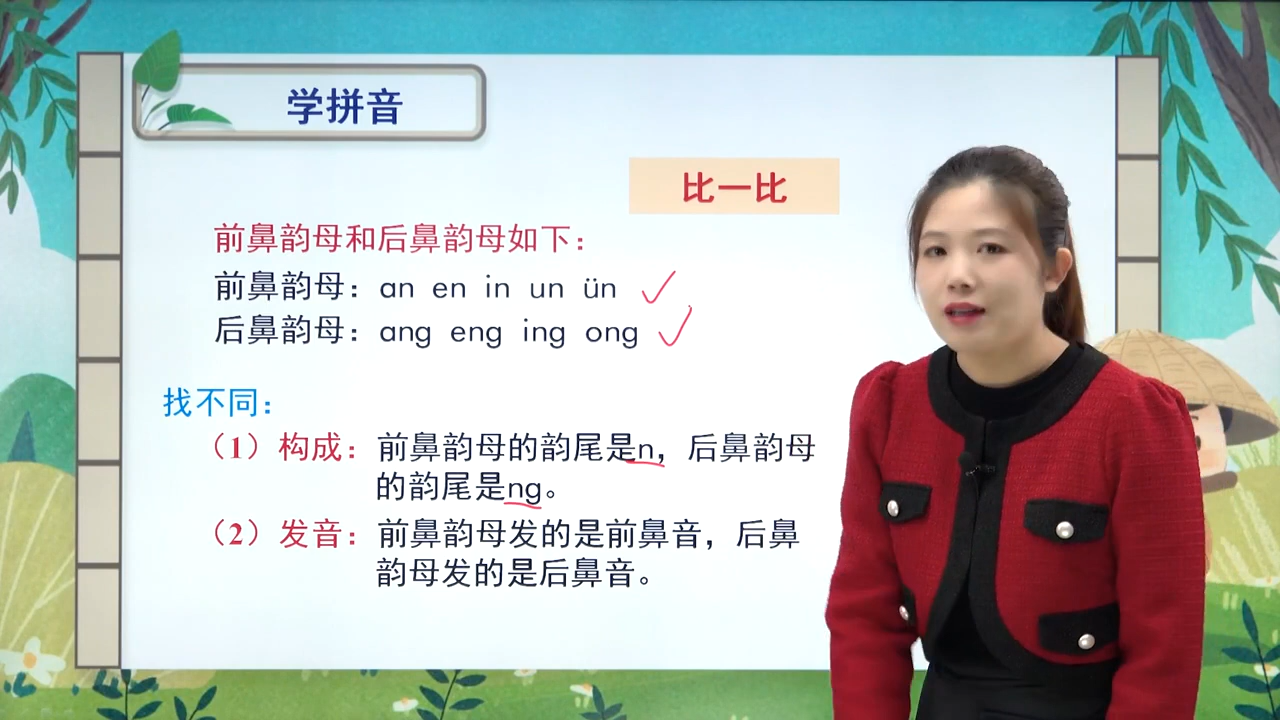 学拼音
比一比
前鼻韵母和后鼻韵母如下：
前鼻韵母：an en in un ün
后鼻韵母：ang eng ing ong
找不同：
（1）构成：前鼻韵母的韵尾是n，后鼻韵母
的韵尾是ng。
（2）发音：前鼻韵母发的是前鼻音，后鼻
韵母发的是后鼻音。